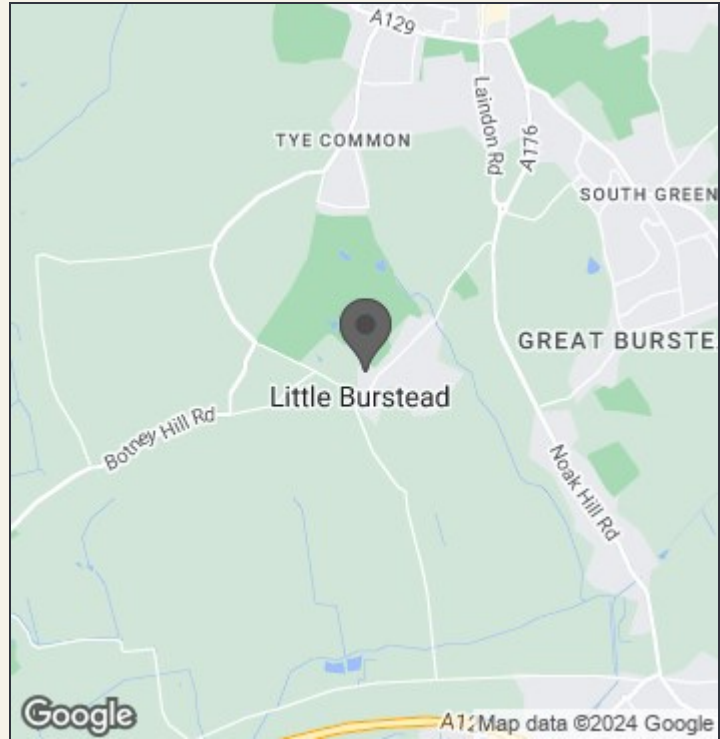 A129
Laindon Rd
A176
TYE COMMON
SOUTH GREEN
GREAT BURSTE
Little Burstead
Botney Hill Rd
Noak Hill Rd
Google
A12
Map data ©2024 Google